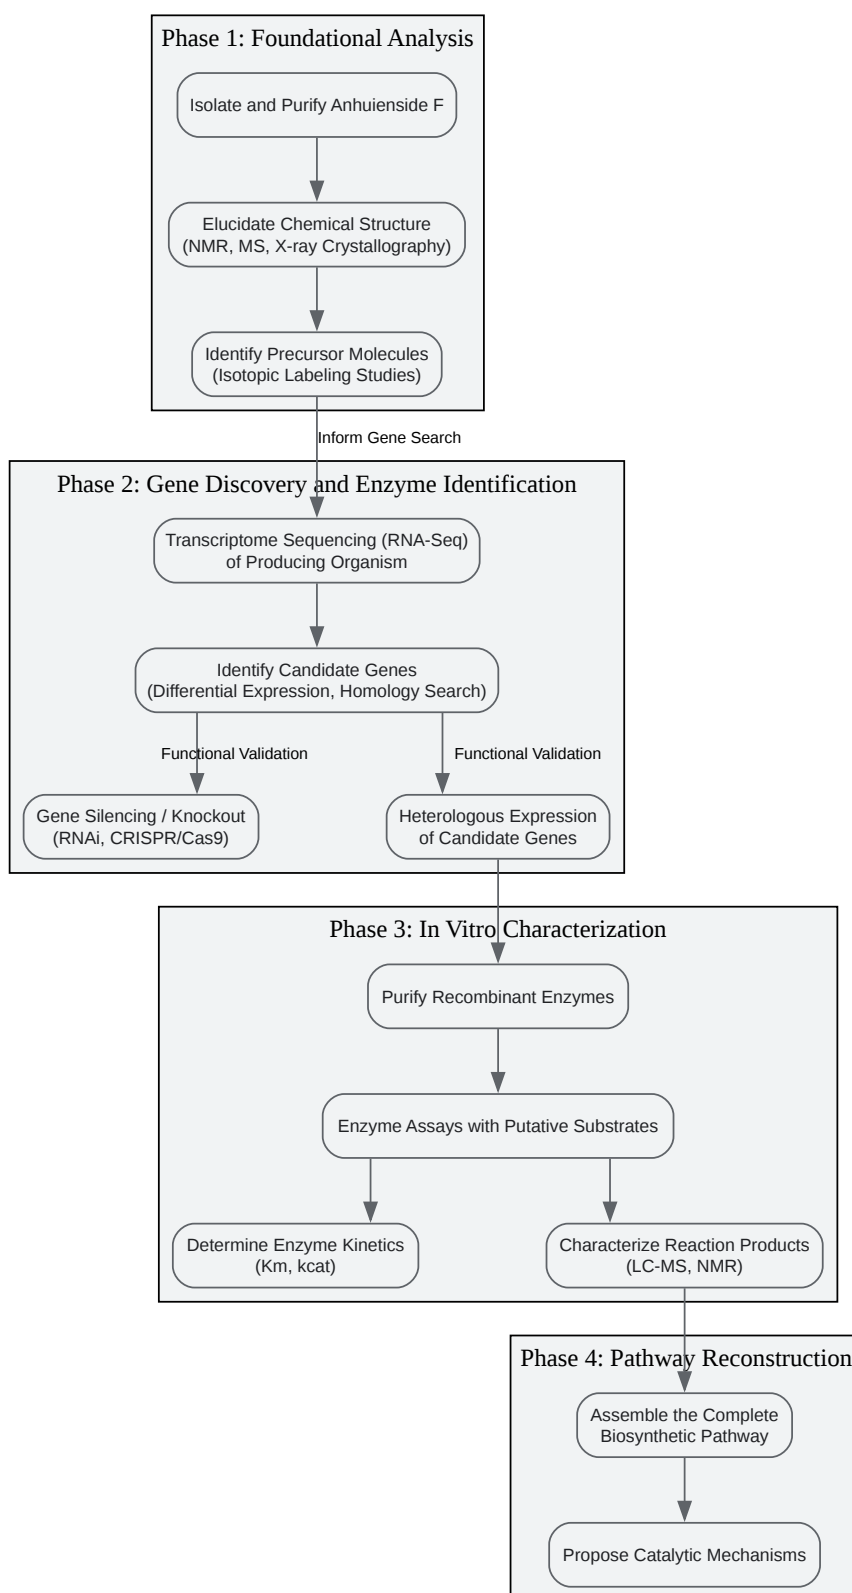 Phase 1: Foundational Analysis
Isolate and Purify Anhuienside F
Elucidate Chemical Structure
(NMR, MS, X-ray Crystallography)
Identify Precursor Molecules
(Isotopic Labeling Studies)
Inform Gene Search
Phase 2: Gene Discovery and Enzyme Identification
Transcriptome Sequencing (RNA-Seq)
of Producing Organism
Identify Candidate Genes
(Differential Expression, Homology Search)
Functional Validation
Functional Validation
Gene Silencing / Knockout
(RNAi, CRISPR/Cas9)
Heterologous Expression
of Candidate Genes
Phase 3: In Vitro Characterization
Purify Recombinant Enzymes
Enzyme Assays with Putative Substrates
Determine Enzyme Kinetics
(Km, kcat)
Characterize Reaction Products
(LC-MS, NMR)
Phase 4: Pathway Reconstruction
Assemble the Complete
Biosynthetic Pathway
Propose Catalytic Mechanisms